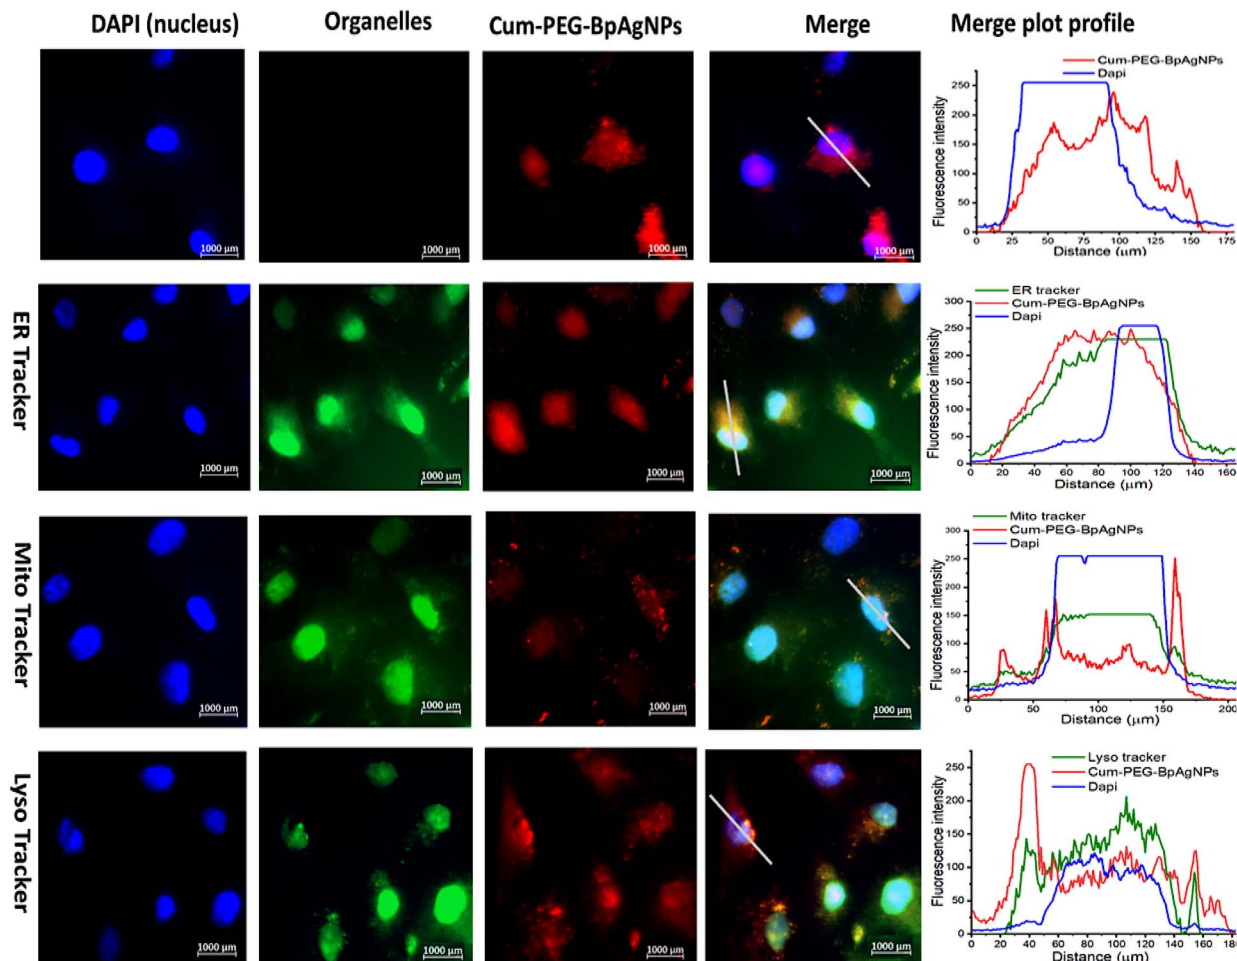 DAPI (nucleus) Organelles Cum-PEG-BpAgNPs Merge Merge plot profile
1000 µm 1000 µm 1000 µm 1000 µm
Cum-PEG-BpAgNPs
Dapi
Fluorescence intensity
250
200
150
100
50
0
0 25 50 75 100 125 150 175
Distance (µm)
ER Tracker
1000 µm 1000 µm 1000 µm 1000 µm
ER tracker
Cum-PEG-BpAgNPs
Dapi
Fluorescence intensity
300
250
200
150
100
50
0
0 20 40 60 80 100 120 140 160
Distance (µm)
Mito Tracker
1000 µm 1000 µm 1000 µm 1000 µm
Mito tracker
Cum-PEG-BpAgNPs
Dapi
Fluorescence intensity
300
250
200
150
100
50
0
0 50 100 150 200
Distance (µm)
Lyso Tracker
1000 µm 1000 µm 1000 µm 1000 µm
Lyso tracker
Cum-PEG-BpAgNPs
Dapi
Fluorescence intensity
250
200
150
100
50
0
0 20 40 60 80 100 120 140 160 180
Distance (µm)